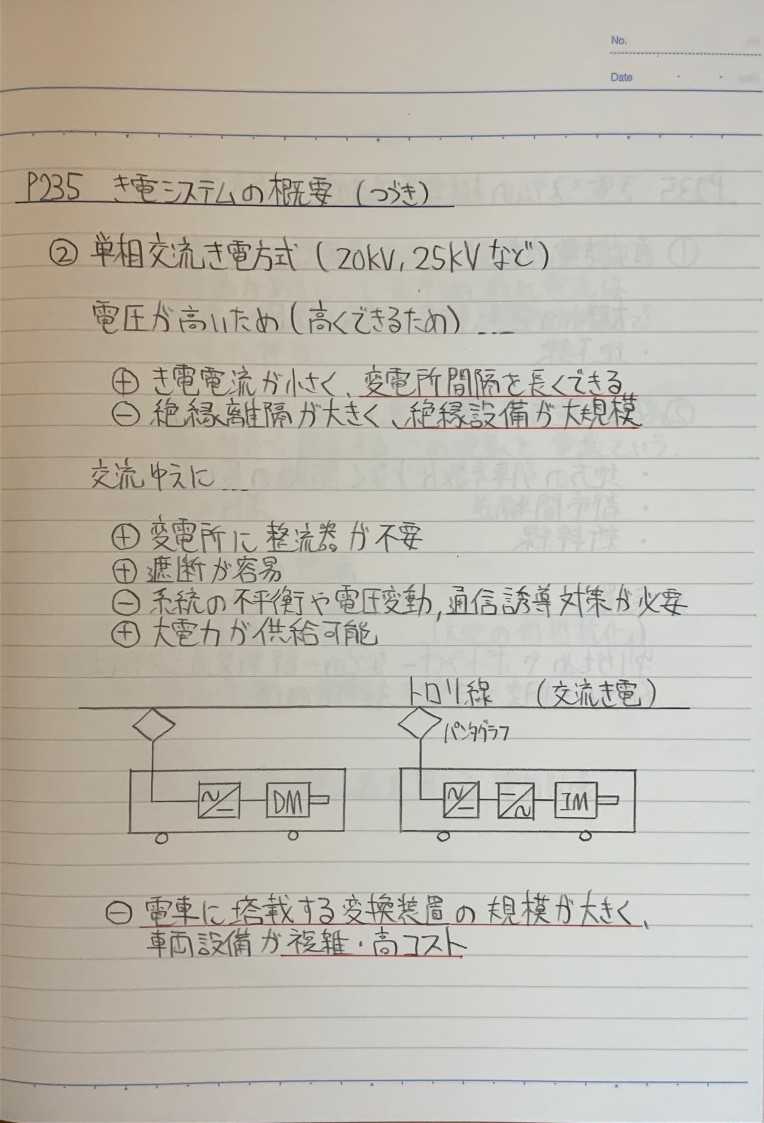 No.
Date
P235 き電システムの概要 (つづき)
② 単相交流き電方式 (20kV, 25kVなど)
電圧が高いため (高くできるため) ...
⊕ き電電流が小さく、変電所間隔を長くできる
⊖ 絶縁離隔が大きく、絶縁設備が大規模
交流ゆえに...
⊕ 変電所に整流器が不要
⊕ 遮断が容易
⊖ 系統の不平衡や電圧変動, 通信誘導対策が必要
⊕ 大電力が供給可能
トロリ線 (交流き電)
パンタグラフ
DM
IM
⊖ 電車に搭載する変換装置の規模が大きく、
車両設備が複雑・高コスト